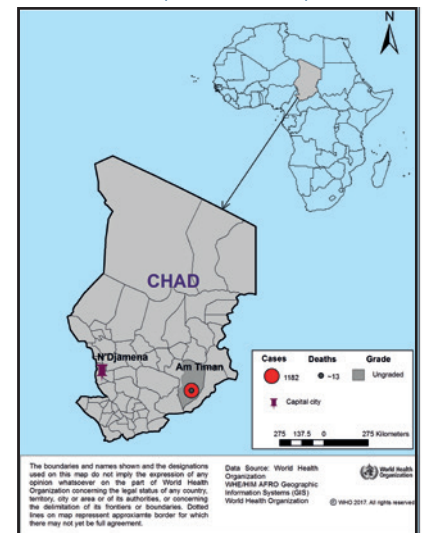 N
CHAD
N'Djamena
Am Timan
Cases Deaths Grade
1182 ~13 Ungraded
Capital city
275 137.5 0 275 Kilometers
The boundaries and names shown and the designations
used on this map do not imply the expression of any
opinion whatsoever on the part of World Health
Organization concerning the legal status of any country,
territory, city or area or of its authorities, or concerning
the delimitation of its frontiers or boundaries. Dotted
lines on map represent approxiamte border for which
there may not yet be full agreement.
Data Source: World Health
Organization
WHE/HIM AFRO Geographic
Information Systems (GIS)
World Health Organization
World Health
Organization
© WHO 2017. All rights reserved